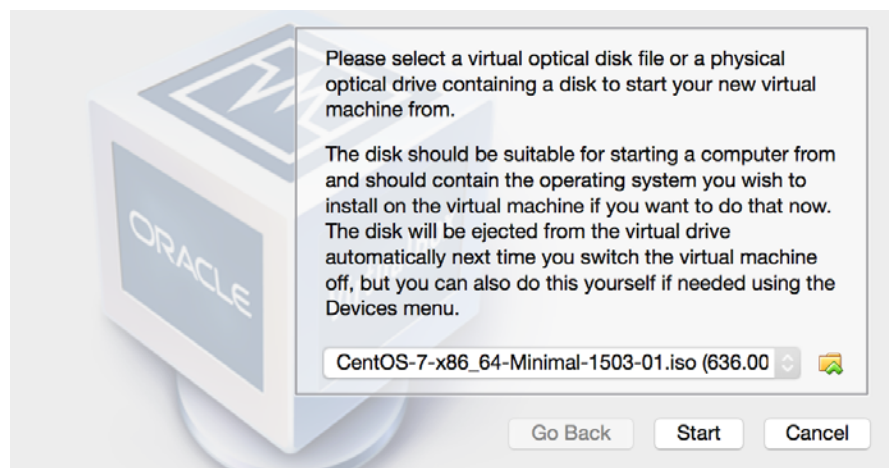 Please select a virtual optical disk file or a physical
optical drive containing a disk to start your new virtual
machine from.
The disk should be suitable for starting a computer from
and should contain the operating system you wish to
install on the virtual machine if you want to do that now.
The disk will be ejected from the virtual drive
automatically next time you switch the virtual machine
off, but you can also do this yourself if needed using the
Devices menu.
ORACLE
CentOS-7-x86_64-Minimal-1503-01.iso (636.00
Go Back
Start
Cancel